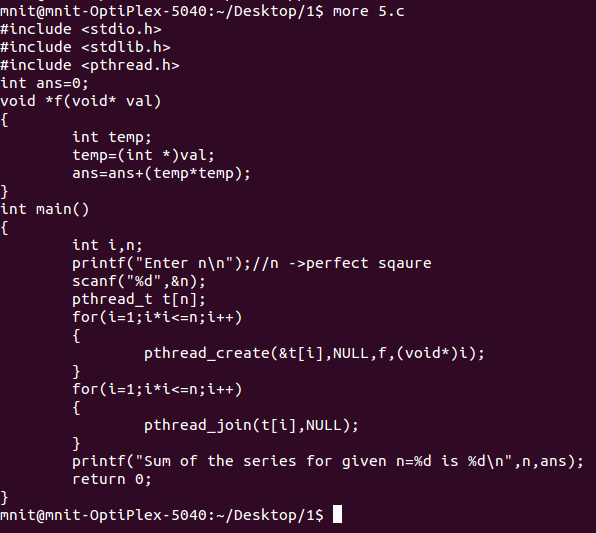 mnit@mnit-OptiPlex-5040:~/Desktop/1$ more 5.c
#include <stdio.h>
#include <stdlib.h>
#include <pthread.h>
int ans=0;
void *f(void* val)
{
        int temp;
        temp=(int *)val;
        ans=ans+(temp*temp);
}
int main()
{
        int i,n;
        printf("Enter n\n");//n ->perfect sqaure
        scanf("%d",&n);
        pthread_t t[n];
        for(i=1;i*i<=n;i++)
        {
                pthread_create(&t[i],NULL,f,(void*)i);
        }
        for(i=1;i*i<=n;i++)
        {
                pthread_join(t[i],NULL);
        }
        printf("Sum of the series for given n=%d is %d\n",n,ans);
        return 0;
}
mnit@mnit-OptiPlex-5040:~/Desktop/1$